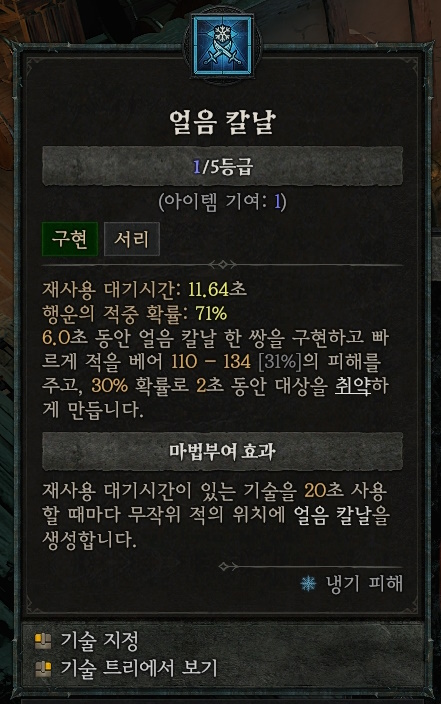 얼음 칼날
1/5등급
(아이템 기여: 1)
구현 서리
재사용 대기시간: 11.64초
행운의 적중 확률: 71%
6.0초 동안 얼음 칼날 한 쌍을 구현하고 빠
르게 적을 베어 110 - 134 [31%]의 피해를
주고, 30% 확률로 2초 동안 대상을 취약하
게 만듭니다.
마법부여 효과
재사용 대기시간이 있는 기술을 20초 사용
할 때마다 무작위 적의 위치에 얼음 칼날을
생성합니다.
냉기 피해
기술 지정
기술 트리에서 보기